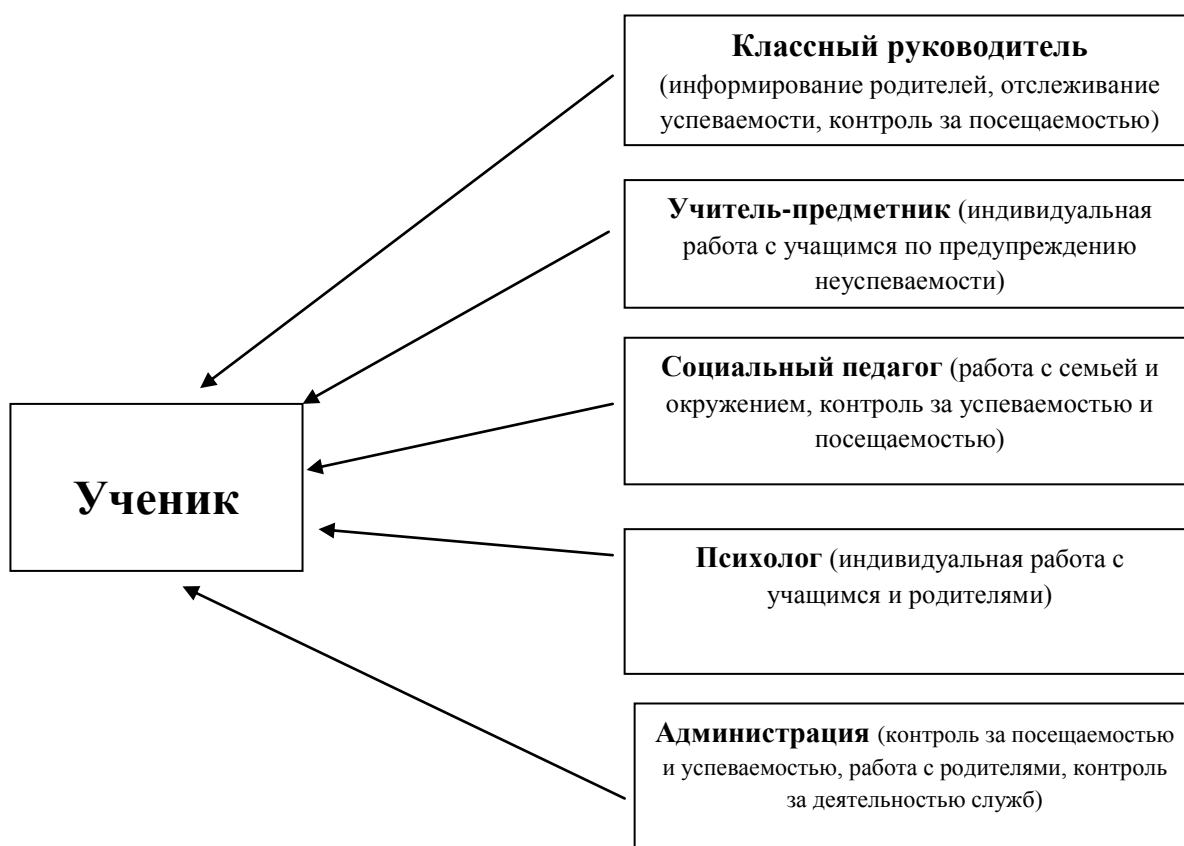 Классный руководитель
(информирование родителей, отслеживание
успеваемости, контроль за посещаемостью)
Учитель-предметник (индивидуальная
работа с учащимся по предупреждению
неуспеваемости)
Социальный педагог (работа с семьей и
окружением, контроль за успеваемостью и
посещаемостью)
Ученик
Психолог (индивидуальная работа с
учащимся и родителями)
Администрация (контроль за посещаемостью
и успеваемостью, работа с родителями, контроль
за деятельностью служб)